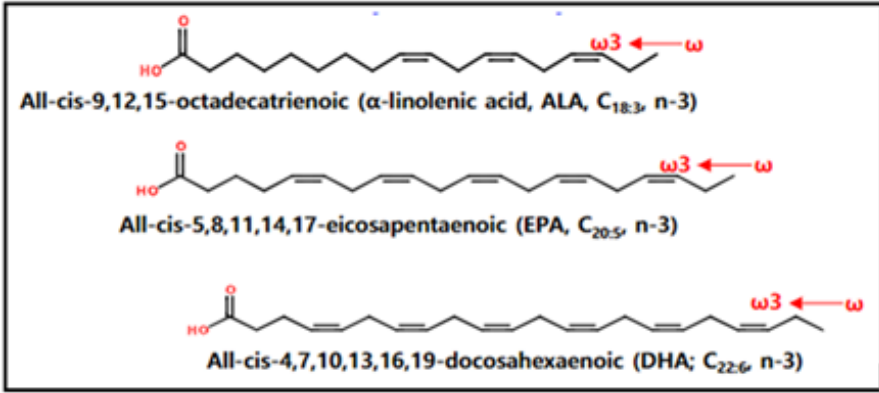 O
HO
ω3 ← ω
All-cis-9,12,15-octadecatrienoic (α-linolenic acid, ALA, C18:3, n-3)
O
HO
ω3 ← ω
All-cis-5,8,11,14,17-eicosapentaenoic (EPA, C20:5, n-3)
O
HO
ω3 ← ω
All-cis-4,7,10,13,16,19-docosahexaenoic (DHA; C22:6, n-3)